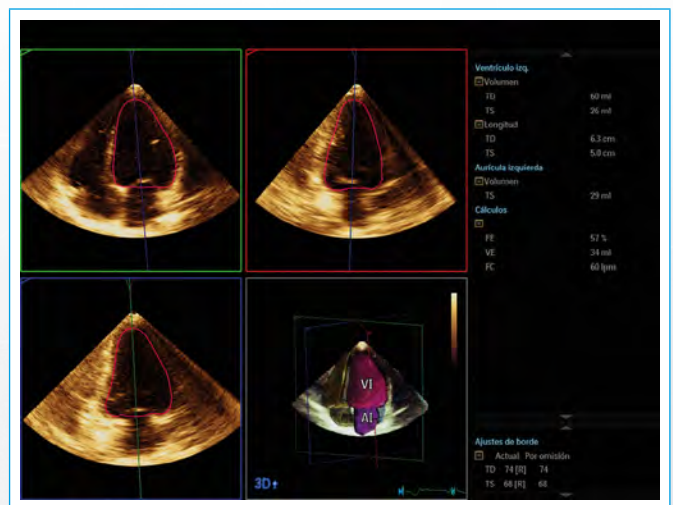 Ventrículo izq.
Volumen
TD 60 ml
TS 26 ml
Longitud
TD 6.3 cm
TS 5.0 cm
Aurícula izquierda
Volumen
TS 29 ml
Cálculos
FE 57 %
VE 34 ml
FC 60 lpm
VI
AI
3D
Ajustes de borde
Actual Por emisión
TD 74 [R] 74
TS 68 [R] 68